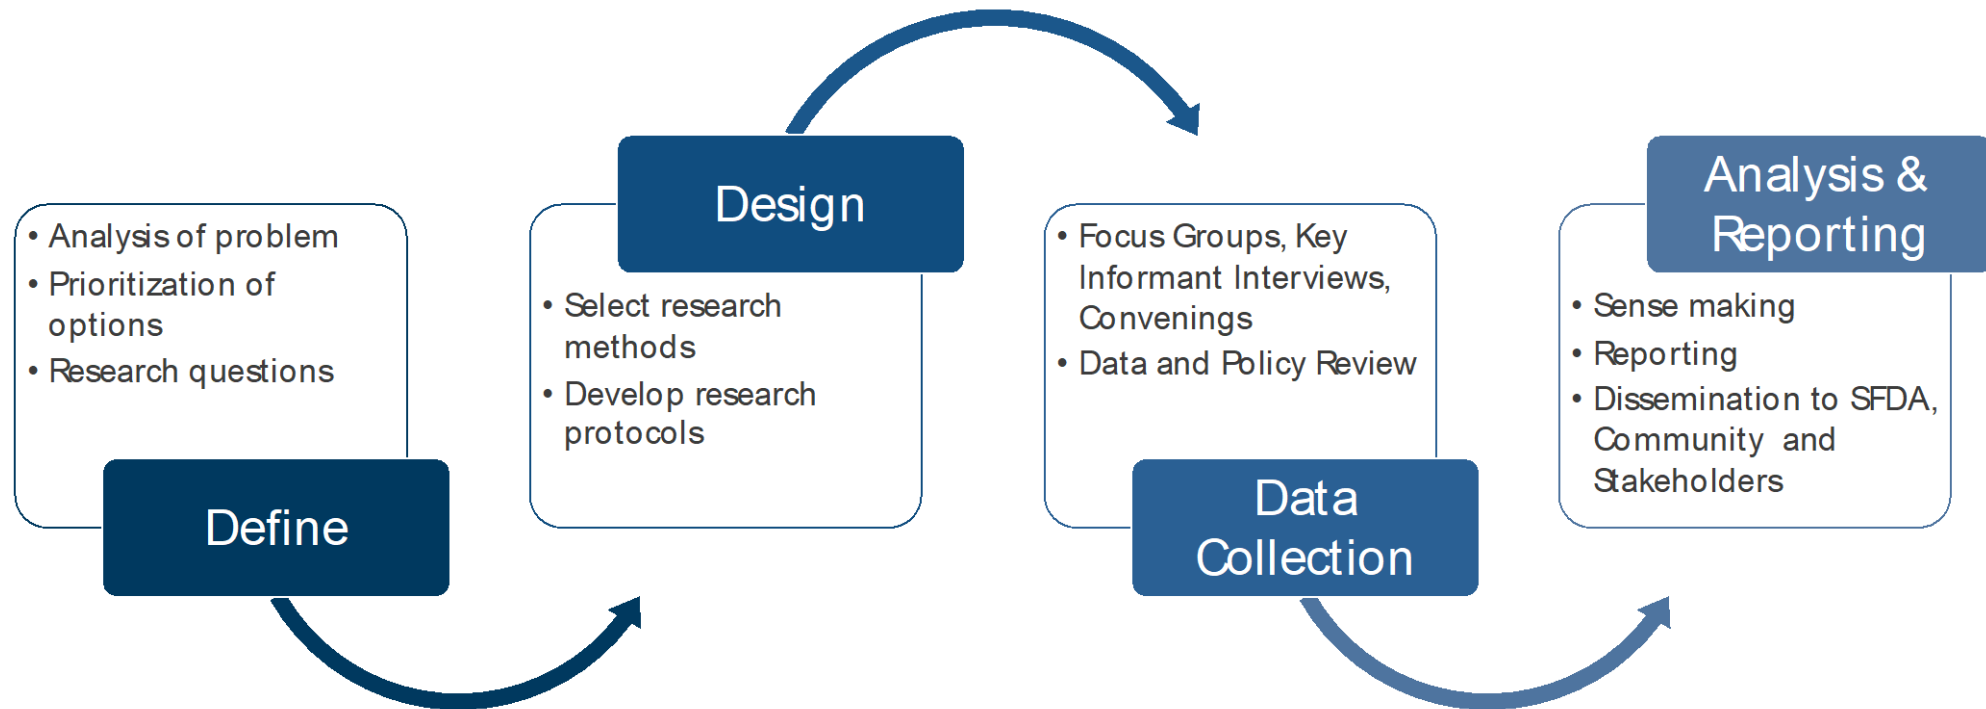 • Analysis of problem
• Prioritization of
options
• Research questions
Define
Design
• Select research
methods
• Develop research
protocols
• Focus Groups, Key
Informant Interviews,
Convenings
• Data and Policy Review
Data
Collection
Analysis &
Reporting
• Sense making
• Reporting
• Dissemination to SFDA,
Community and
Stakeholders